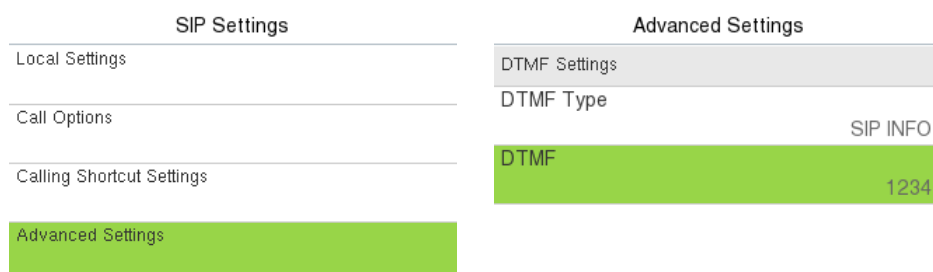 SIP Settings
Local Settings
Call Options
Calling Shortcut Settings
Advanced Settings
Advanced Settings
DTMF Settings
DTMF Type
SIP INFO
DTMF
1234